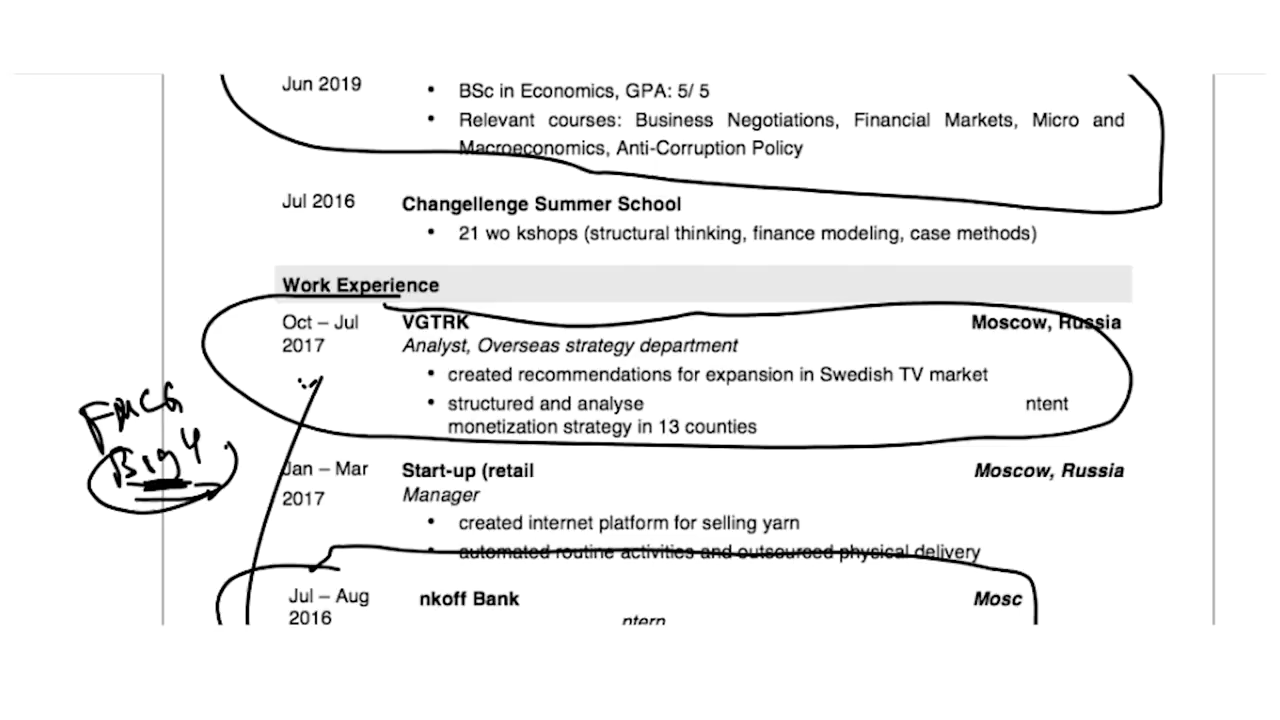 Jun 2019
• BSc in Economics, GPA: 5/ 5
• Relevant courses: Business Negotiations, Financial Markets, Micro and
Macroeconomics, Anti-Corruption Policy
Jul 2016 Changellenge Summer School
• 21 wo kshops (structural thinking, finance modeling, case methods)
Work Experience
Oct – Jul VGTRK Moscow, Russia
2017 Analyst, Overseas strategy department
• created recommendations for expansion in Swedish TV market
• structured and analyse ntent
monetization strategy in 13 counties
FMCG
Big 4
Jan – Mar Start-up (retail Moscow, Russia
2017 Manager
• created internet platform for selling yarn
• automated routine activities and outsourced physical delivery
Jul – Aug nkoff Bank Mosc
2016 ntern